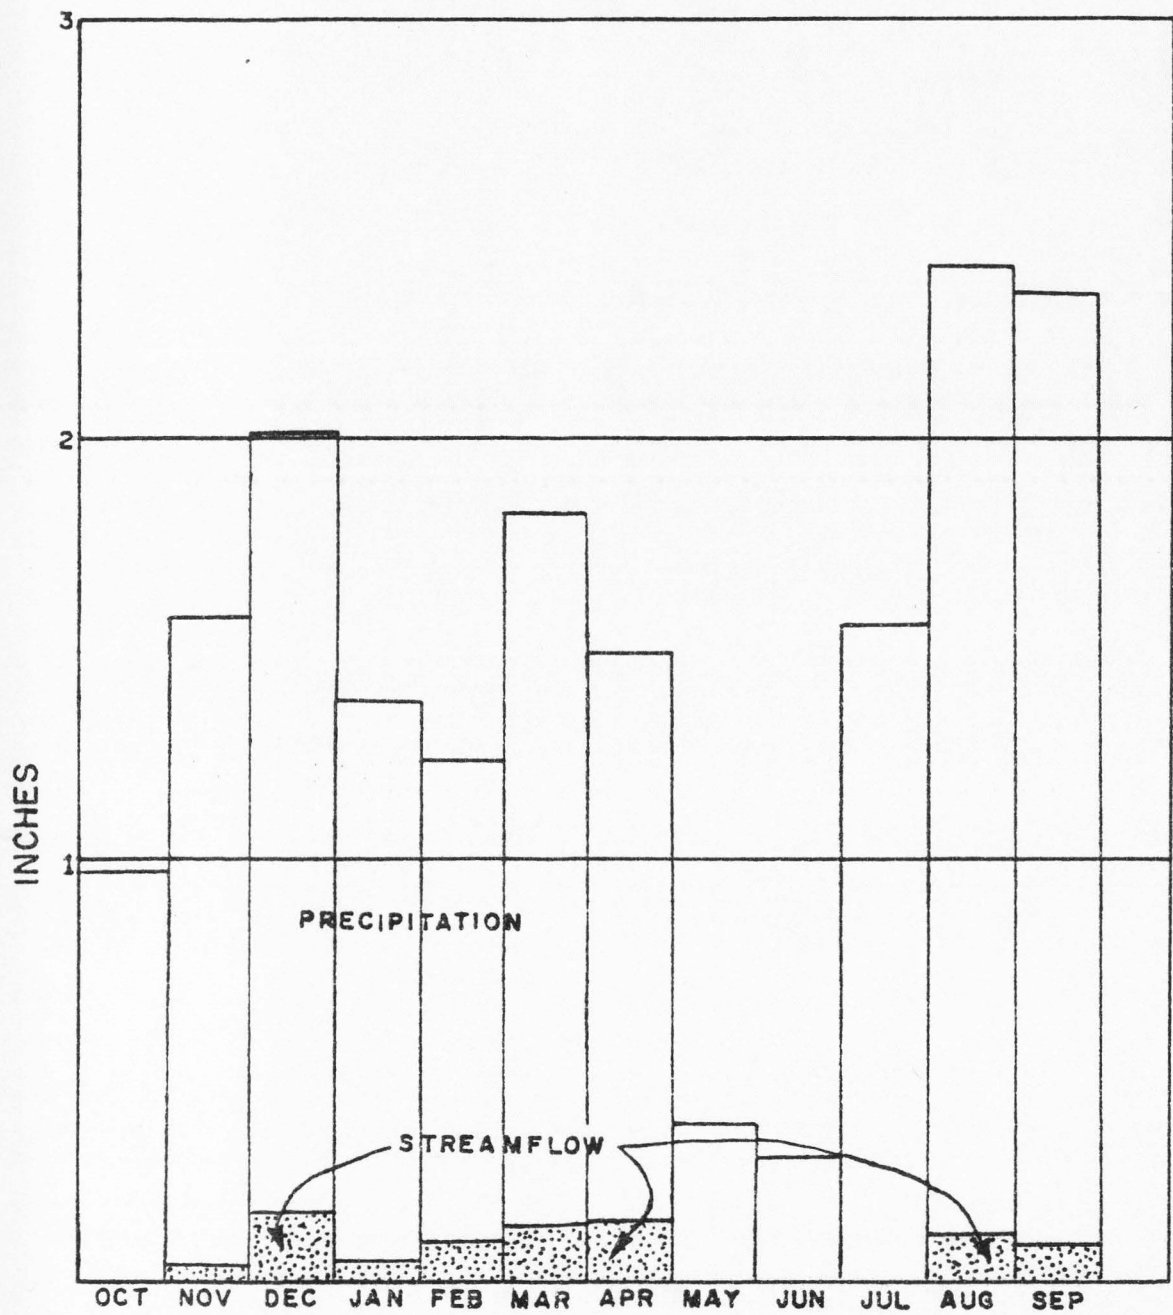 3
2
INCHES
1
PRECIPITATION
STREAMFLOW
OCT NOV DEC JAN FEB MAR APR MAY JUN JUL AUG SEP